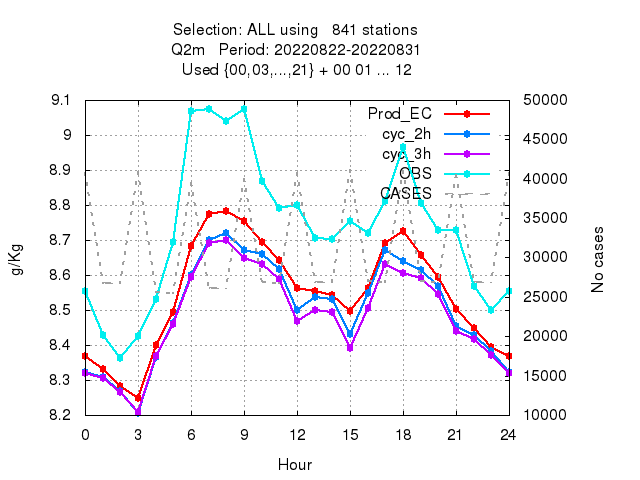 Selection: ALL using 841 stations
Q2m Period: 20220822-20220831
Used {00,03,...,21} + 00 01 ... 12
9.1
9
8.9
8.8
8.7
8.6
8.5
8.4
8.3
8.2
g/Kg
Prod_EC
cyc_2h
cyc_3h
OBS
CASES
50000
45000
40000
35000
30000
25000
20000
15000
10000
No cases
0 3 6 9 12 15 18 21 24
Hour